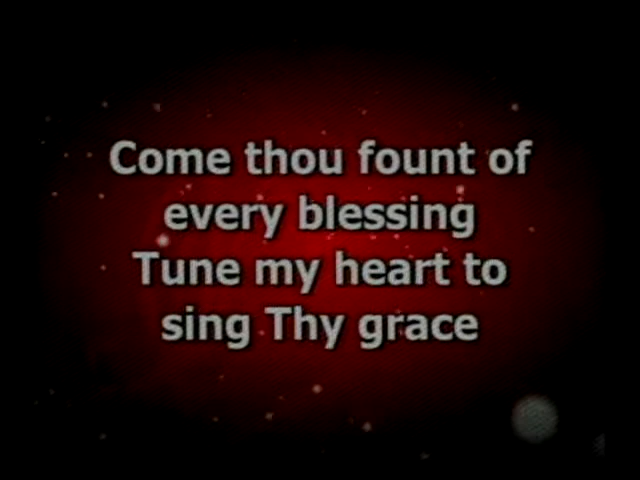 Come thou fount of
every blessing
Tune my heart to
sing Thy grace